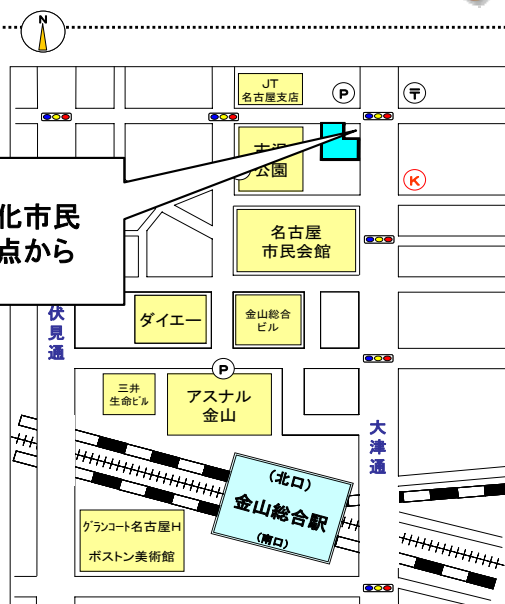 N
JT
名古屋支店
P
〒
公園
K
化市民
点から
名古屋
市民会館
伏見通
ダイエー
金山総合
ビル
P
三井
生命ビル
アスナル
金山
大津通
(北口)
金山総合駅
(南口)
グランコート名古屋H
ボストン美術館